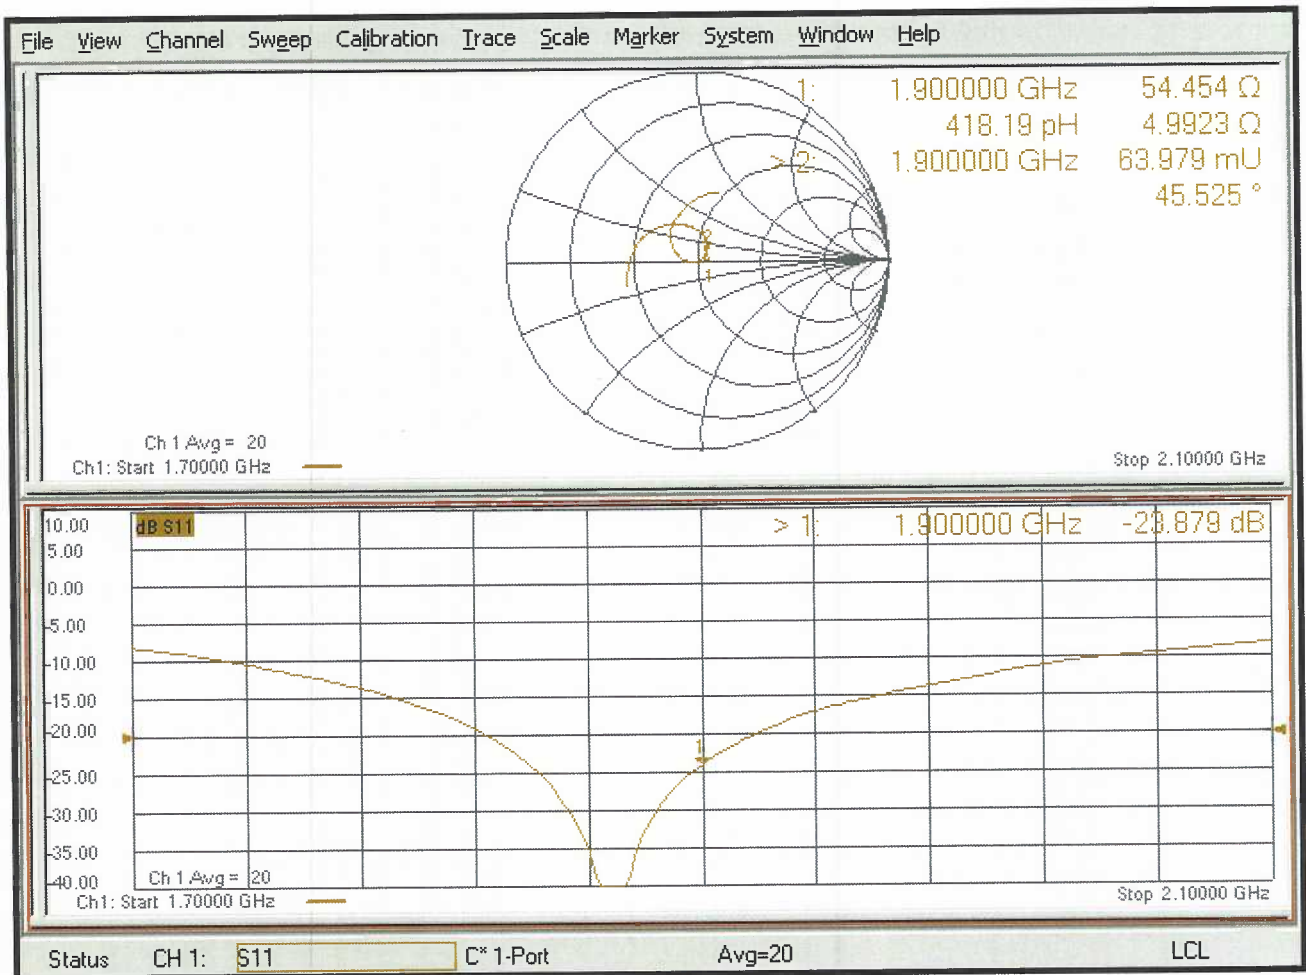 File View Channel Sweep Calibration Trace Scale Marker System Window Help
1: 1.900000 GHz 54.454 Ω
418.19 pH 4.9923 Ω
> 2: 1.900000 GHz 63.979 mU
45.525 °
2
1
Ch 1 Avg = 20
Ch1: Start 1.70000 GHz
Stop 2.10000 GHz
10.00
dB S11
> 1: 1.900000 GHz -23.879 dB
5.00
0.00
-5.00
-10.00
-15.00
-20.00
1
-25.00
-30.00
-35.00
-40.00
Ch 1 Avg = 20
Ch1: Start 1.70000 GHz
Stop 2.10000 GHz
Status CH 1: S11 C* 1-Port Avg=20 LCL